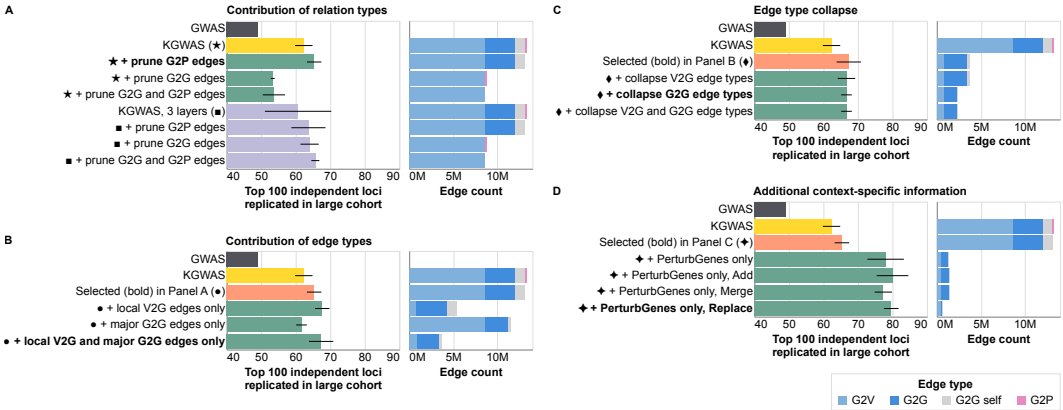 A
Contribution of relation types
GWAS
KGWAS (★)
★ + prune G2P edges
★ + prune G2G edges
★ + prune G2G and G2P edges
KGWAS, 3 layers (■)
■ + prune G2P edges
■ + prune G2G edges
■ + prune G2G and G2P edges
40 50 60 70 80 90
Top 100 independent loci
replicated in large cohort
0M 5M 10M
Edge count
B
Contribution of edge types
GWAS
KGWAS
Selected (bold) in Panel A (●)
● + local V2G edges only
● + major G2G edges only
● + local V2G and major G2G edges only
40 50 60 70 80 90
Top 100 independent loci
replicated in large cohort
0M 5M 10M
Edge count
C
Edge type collapse
GWAS
KGWAS
Selected (bold) in Panel B (♦)
♦ + collapse V2G edge types
♦ + collapse G2G edge types
♦ + collapse V2G and G2G edge types
40 50 60 70 80 90
Top 100 independent loci
replicated in large cohort
0M 5M 10M
Edge count
D
Additional context-specific information
GWAS
KGWAS
Selected (bold) in Panel C (✦)
✦ + PerturbGenes only
✦ + PerturbGenes only, Add
✦ + PerturbGenes only, Merge
✦ + PerturbGenes only, Replace
40 50 60 70 80 90
Top 100 independent loci
replicated in large cohort
0M 5M 10M
Edge count
Edge type
G2V G2G G2G self G2P